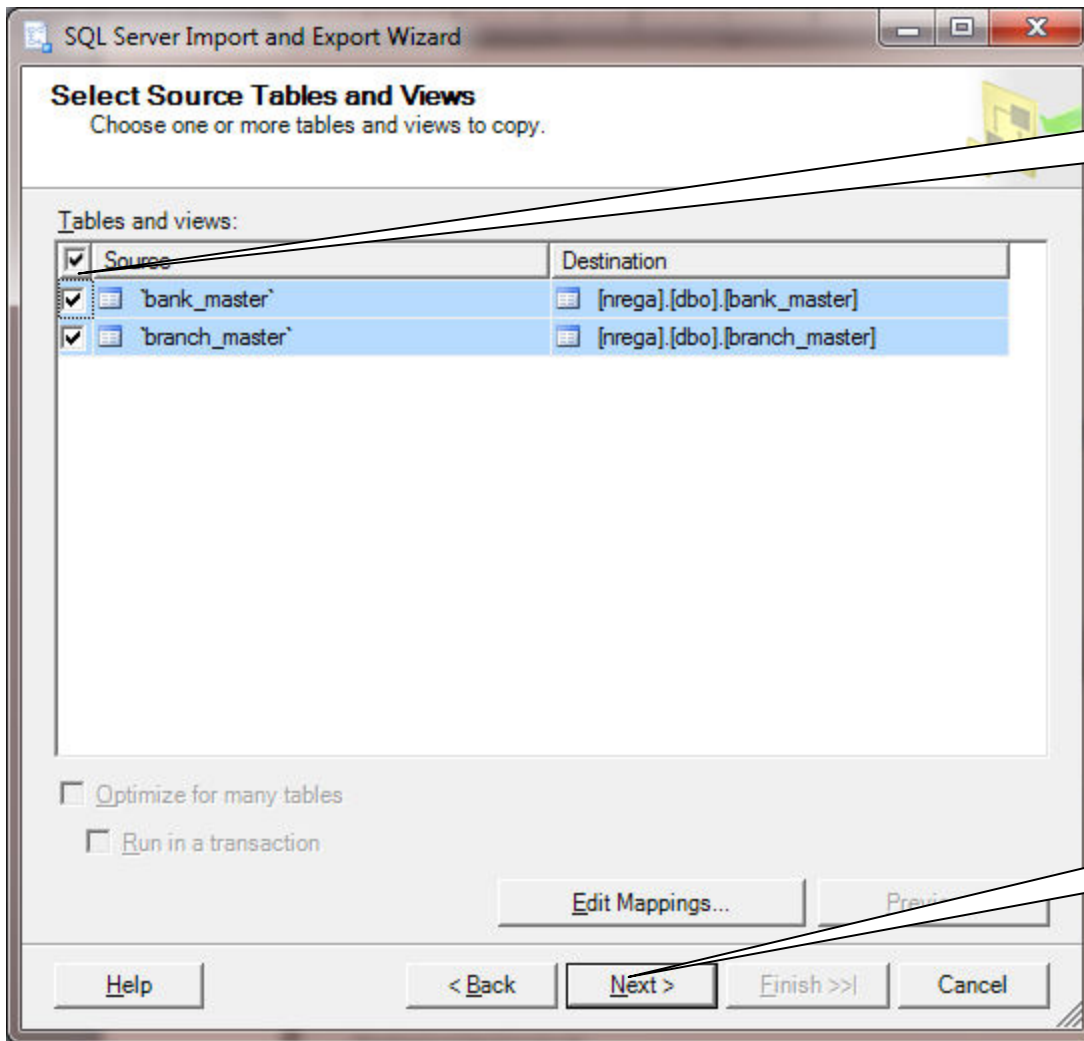 SQL Server Import and Export Wizard
Select Source Tables and Views
Choose one or more tables and views to copy.
Tables and views:
Source Destination
`bank_master` [nrega].[dbo].[bank_master]
`branch_master` [nrega].[dbo].[branch_master]
Optimize for many tables
Run in a transaction
Edit Mappings...
Help < Back Next > Finish >>| Cancel